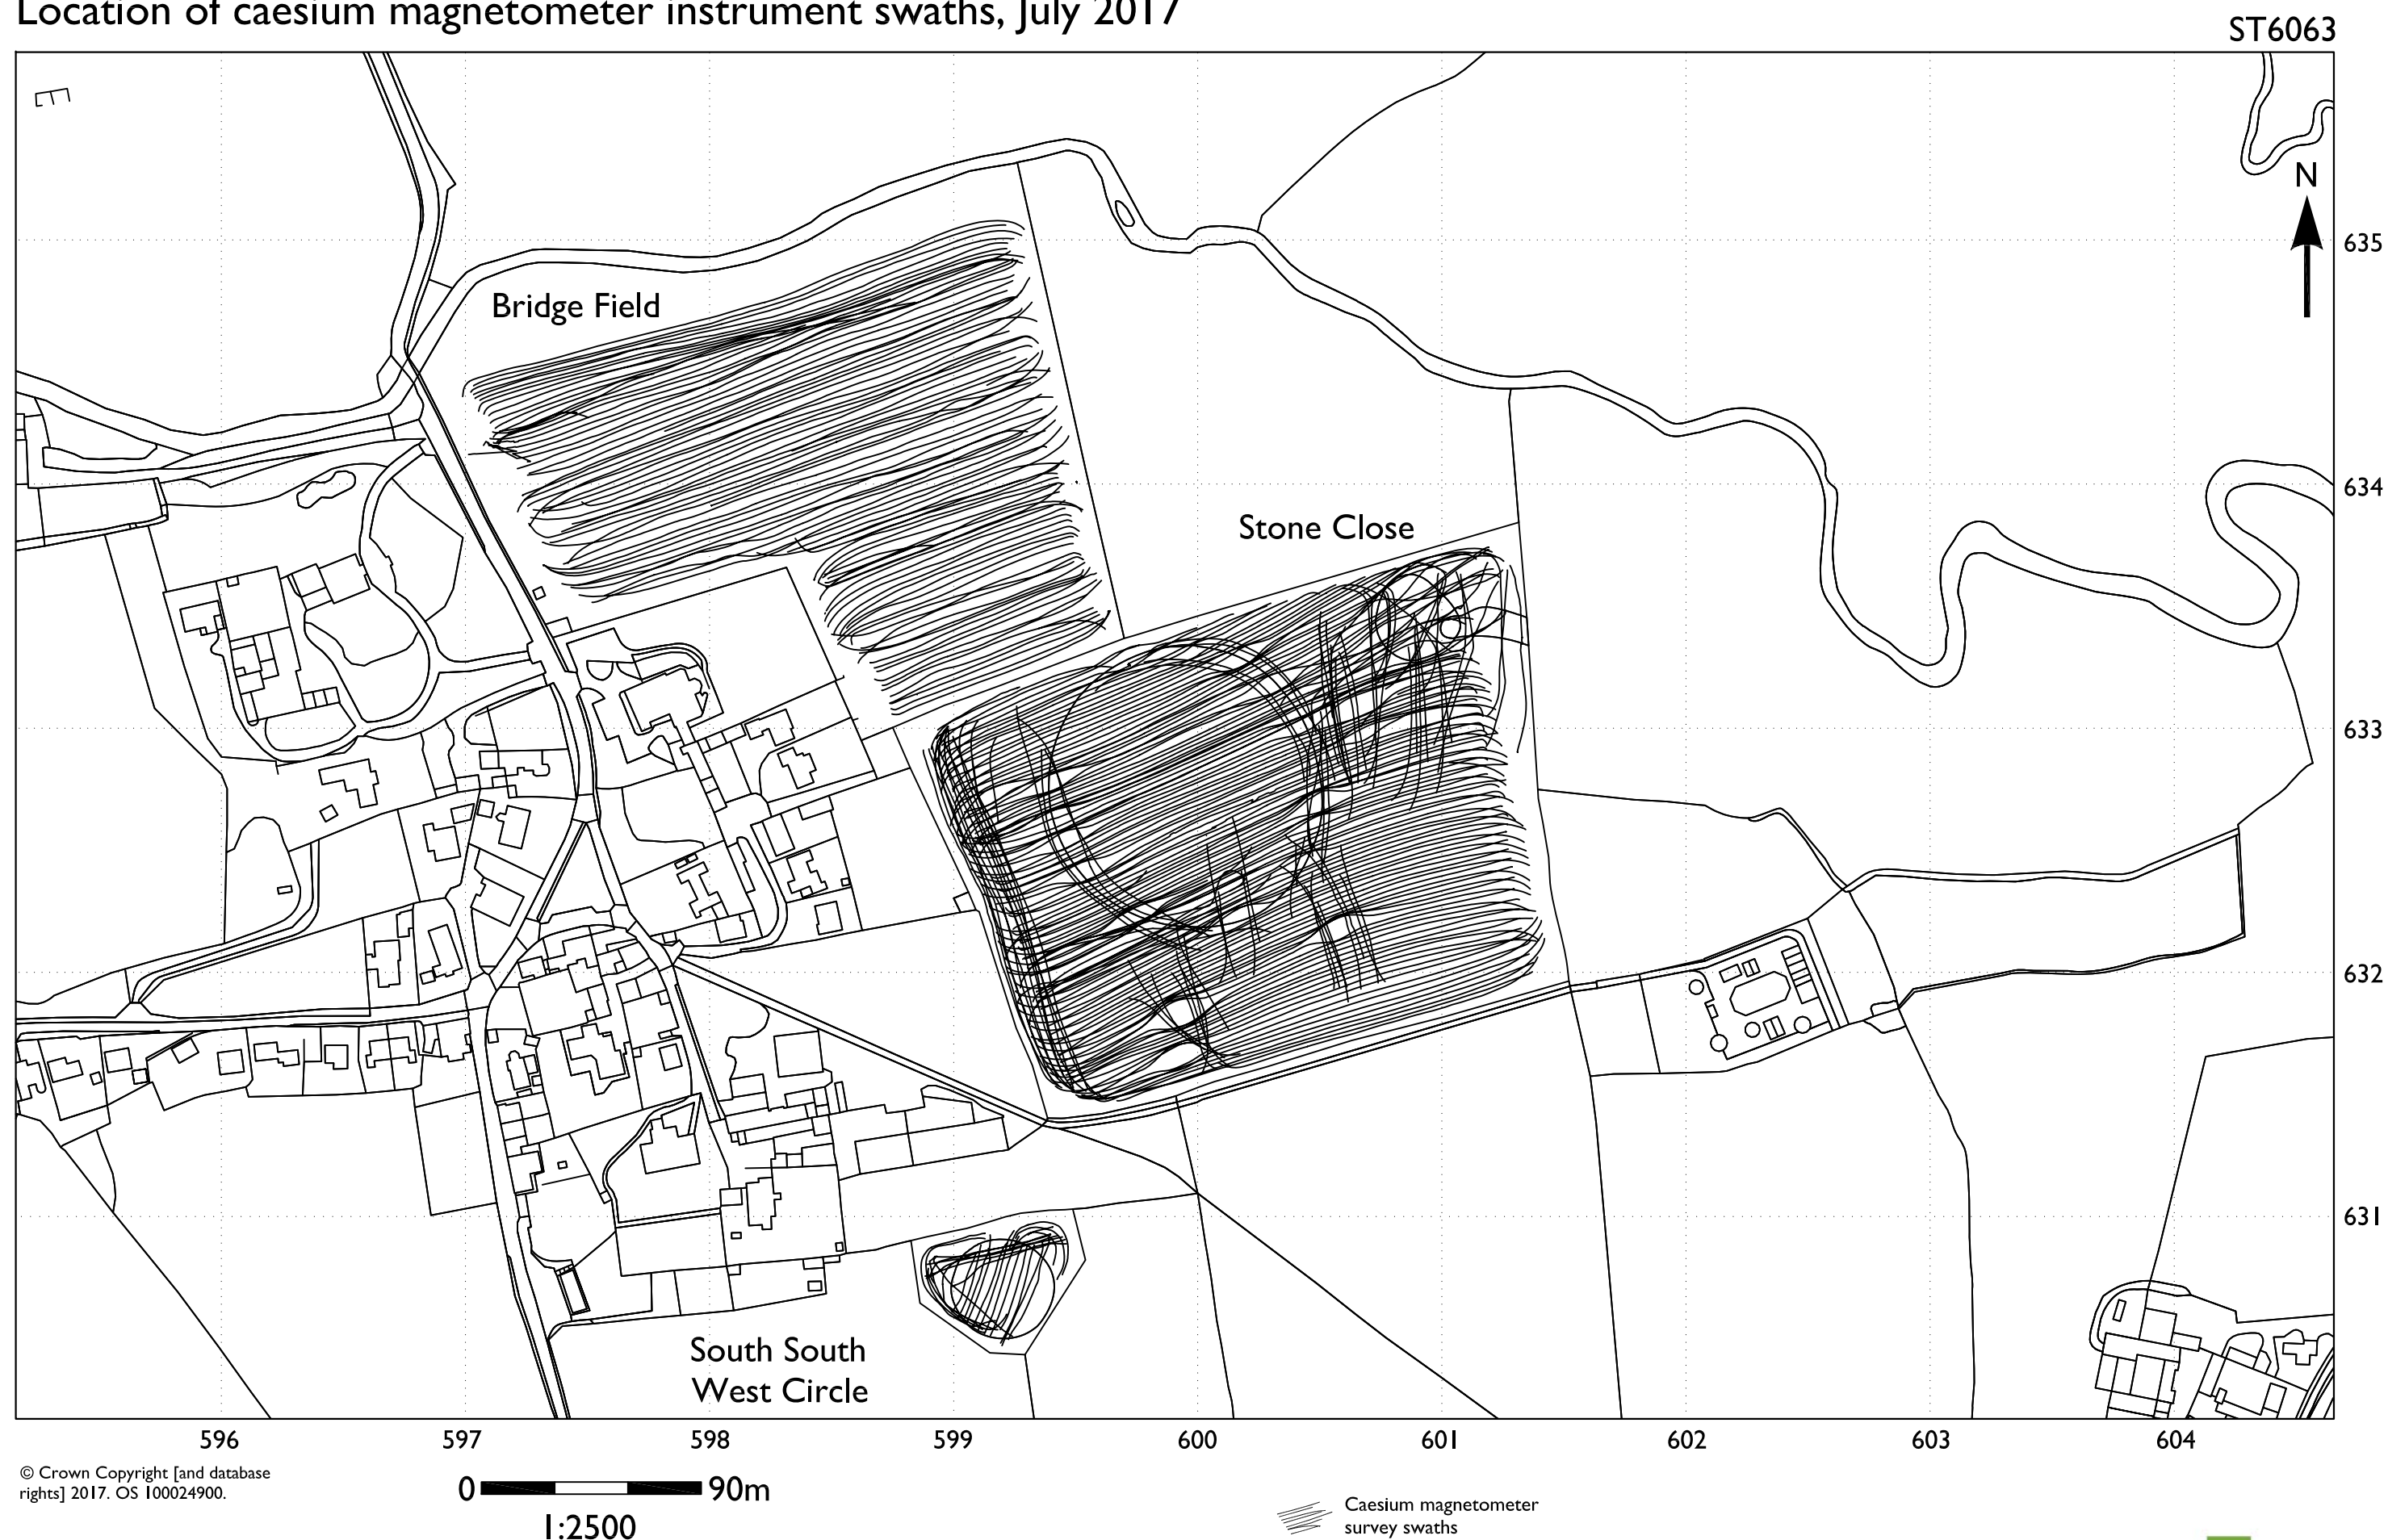 Location of caesium magnetometer instrument swaths, July 2017
ST6063
N
635
Bridge Field
634
Stone Close
633
632
631
South South
West Circle
596 597 598 599 600 601 602 603 604
© Crown Copyright [and database
rights] 2017. OS 100024900.
0 90m
1:2500
Caesium magnetometer
survey swaths